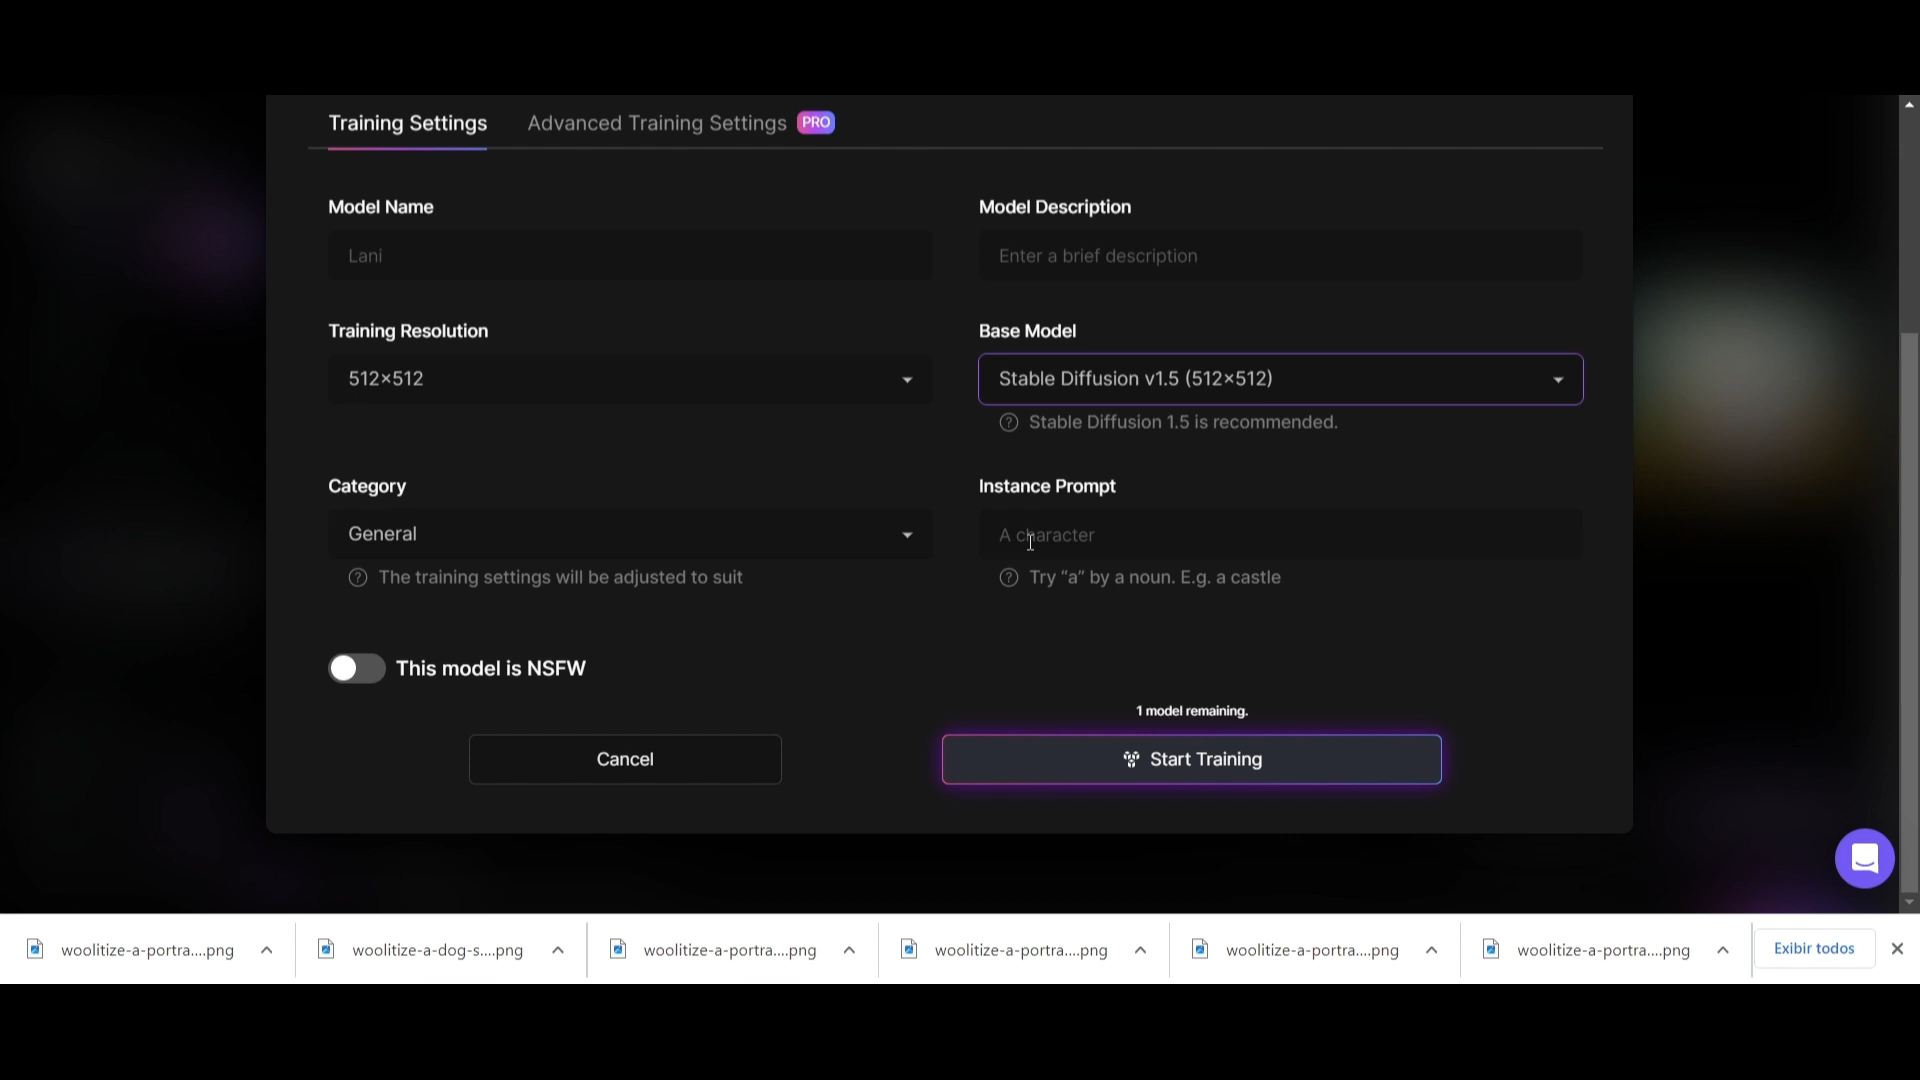 Training Settings Advanced Training Settings PRO
Model Name Model Description
Lani Enter a brief description
Training Resolution Base Model
512×512 Stable Diffusion v1.5 (512×512)
Stable Diffusion 1.5 is recommended.
Category Instance Prompt
General A character
The training settings will be adjusted to suit Try “a” by a noun. E.g. a castle
This model is NSFW
1 model remaining.
Cancel Start Training
woolitize-a-portra....png woolitize-a-dog-s....png woolitize-a-portra....png woolitize-a-portra....png woolitize-a-portra....png woolitize-a-portra....png Exibir todos